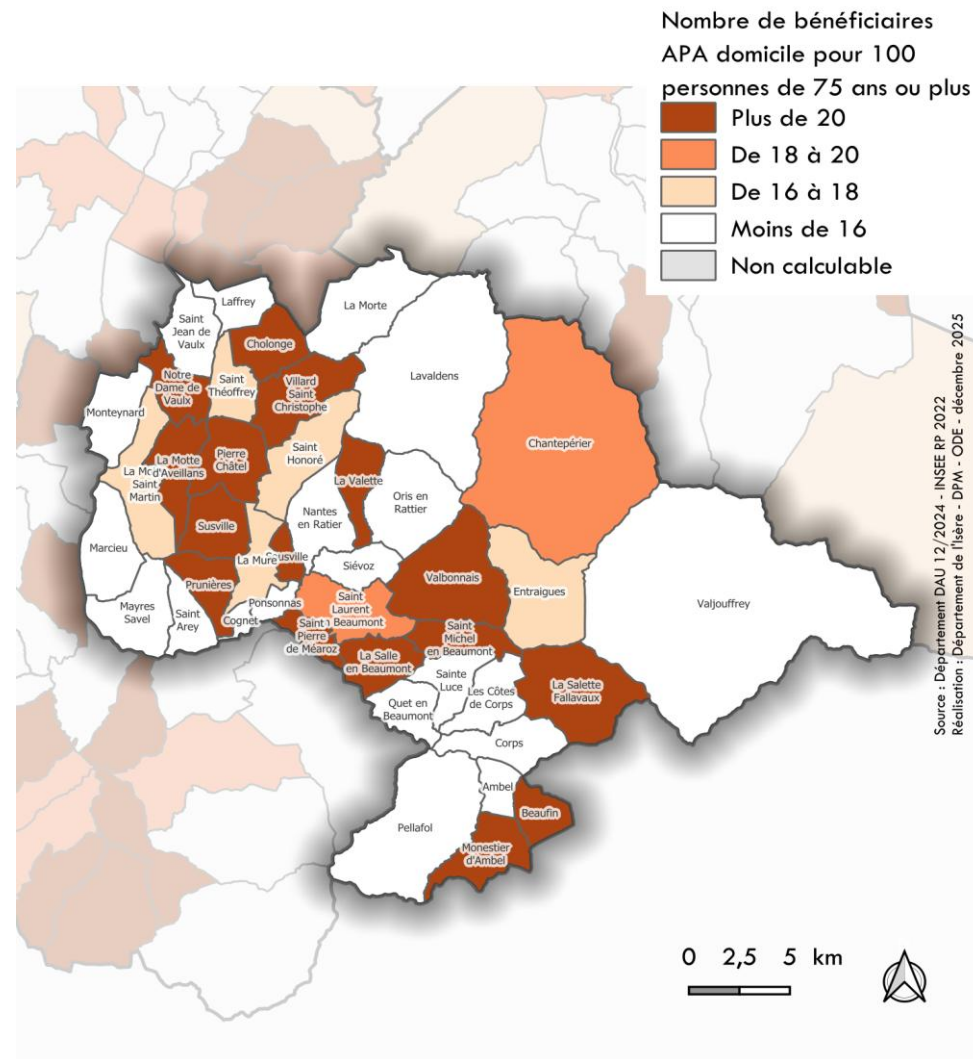 Nombre de bénéficiaires
APA domicile pour 100
personnes de 75 ans ou plus
Plus de 20
De 18 à 20
De 16 à 18
Moins de 16
Non calculable
Laffrey
La Morte
Saint
Jean de
Vaulx
Cholonge
Lavaldens
Notre
Dame de
Vaulx
Saint
Théoffrey
Villard
Saint
Christophe
Monteynard
Chantepérier
Saint
Honoré
La Motte
d'Aveillans
Pierre
Châtel
La
Saint
Martin
La Valette
Oris en
Rattier
Nantes
en Ratier
Susville
Marcieu
La Mure
Sousville
Siévoz
Valbonnais
Prunières
Entraigues
Valjouffrey
Ponsonnas
Mayres
Savel
Saint
Arey
Cognet
Saint
Laurent
Beaumont
Saint
Pierre
de Méaroz
Saint
Michel
en Beaumont
La Salle
en Beaumont
Sainte
Luce
Les Côtes
de Corps
La Salette
Fallavaux
Quet en
Beaumont
Corps
Ambel
Beaufin
Pellafol
Monestier
d'Ambel
0 2,5 5 km
Source : Département DAU 12/2024 - INSEE RP 2022
Réalisation : Département de l'Isère - DPM - ODE - décembre 2025